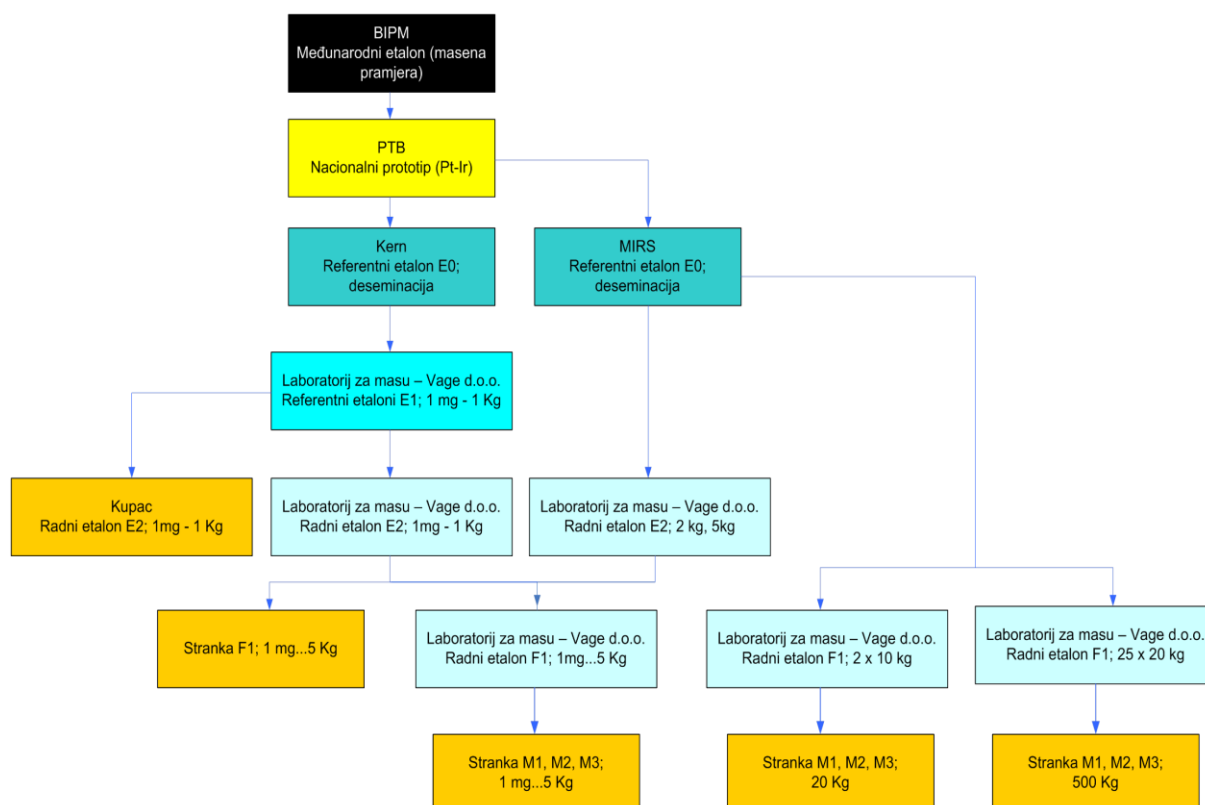 BIPM
Međunarodni etalon (masena
pramjera)
PTB
Nacionalni prototip (Pt-Ir)
Kern
Referentni etalon E0;
deseminacija
MIRS
Referentni etalon E0;
deseminacija
Laboratorij za masu – Vage d.o.o.
Referentni etaloni E1; 1 mg - 1 Kg
Kupac
Radni etalon E2; 1mg - 1 Kg
Laboratorij za masu – Vage d.o.o.
Radni etalon E2; 1mg - 1 Kg
Laboratorij za masu – Vage d.o.o.
Radni etalon E2; 2 kg, 5kg
Stranka F1; 1 mg...5 Kg
Laboratorij za masu – Vage d.o.o.
Radni etalon F1; 1mg...5 Kg
Laboratorij za masu – Vage d.o.o.
Radni etalon F1; 2 x 10 kg
Laboratorij za masu – Vage d.o.o.
Radni etalon F1; 25 x 20 kg
Stranka M1, M2, M3;
1 mg...5 Kg
Stranka M1, M2, M3;
20 Kg
Stranka M1, M2, M3;
500 Kg